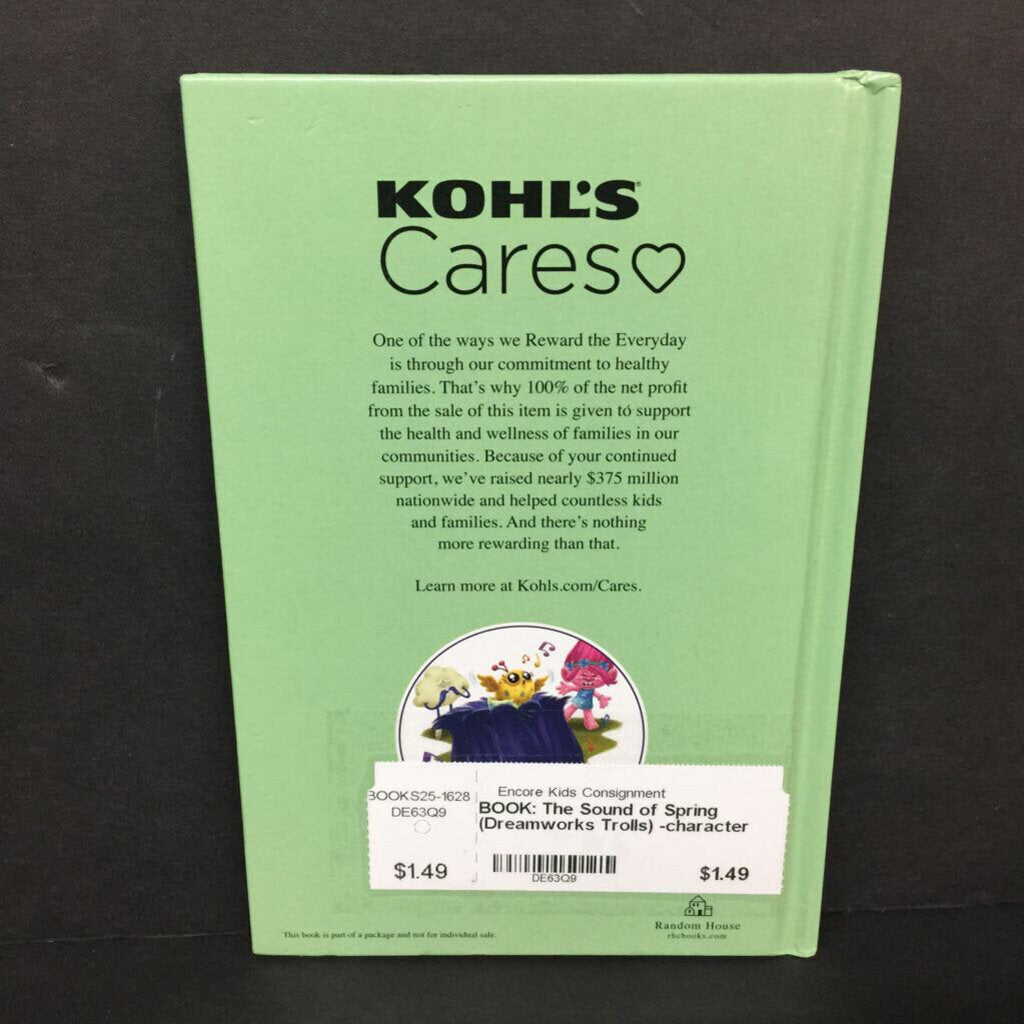 KOHL'S
Cares
One of the ways we Reward the Everyday
is through our commitment to healthy
families. That's why 100% of the net profit
from the sale of this item is given to support
the health and wellness of families in our
communities. Because of your continued
support, we've raised nearly $375 million
nationwide and helped countless kids
and families. And there's nothing
more rewarding than that.
Learn more at Kohls.com/Cares.
BOOKS25-1628
DE63Q9
$1.49
Encore Kids Consignment
BOOK: The Sound of Spring
(Dreamworks Trolls) -character
DE63Q9
$1.49
Random House
rhcbooks.com
This book is part of a package and not for individual sale.